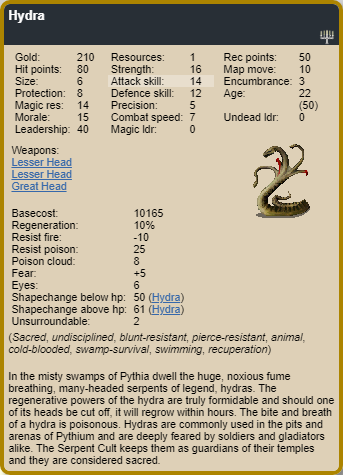 Hydra
Gold: 210 Resources: 1 Rec points: 50
Hit points: 80 Strength: 16 Map move: 10
Size: 6 Attack skill: 14 Encumbrance: 3
Protection: 8 Defence skill: 12 Age: 22
Magic res: 14 Precision: 5 (50)
Morale: 15 Combat speed: 7 Undead ldr: 0
Leadership: 40 Magic ldr: 0
Weapons:
Lesser Head
Lesser Head
Great Head
Basecost: 10165
Regeneration: 10%
Resist fire: -10
Resist poison: 25
Poison cloud: 8
Fear: +5
Eyes: 6
Shapechange below hp: 50 (Hydra)
Shapechange above hp: 61 (Hydra)
Unsurroundable: 2
(Sacred, undisciplined, blunt-resistant, pierce-resistant, animal,
cold-blooded, swamp-survival, swimming, recuperation)
In the misty swamps of Pythia dwell the huge, noxious fume
breathing, many-headed serpents of legend, hydras. The
regenerative powers of the hydra are truly formidable and should one
of its heads be cut off, it will regrow within hours. The bite and breath
of a hydra is poisonous. Hydras are commonly used in the pits and
arenas of Pythium and are deeply feared by soldiers and gladiators
alike. The Serpent Cult keeps them as guardians of their temples
and they are considered sacred.